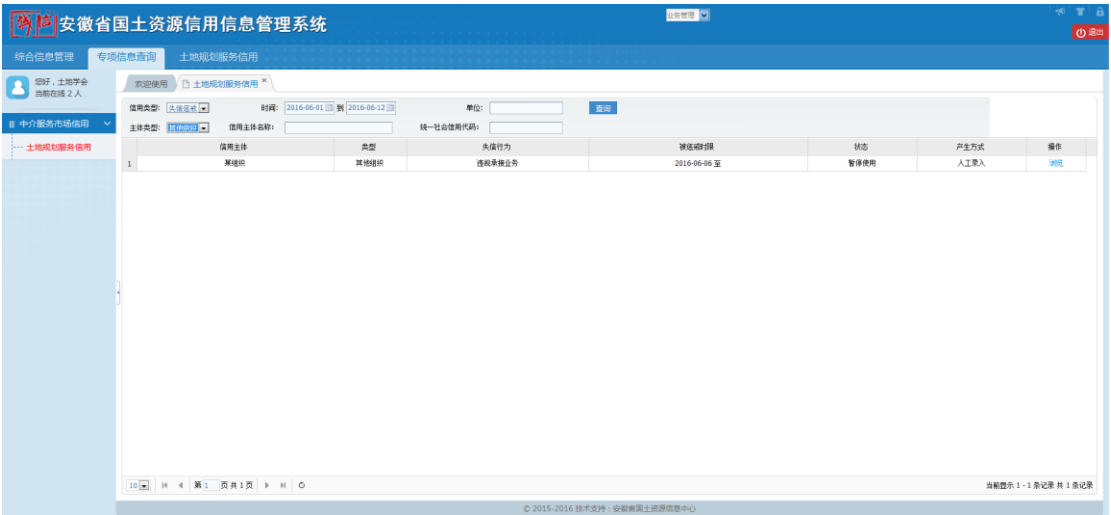 诚信 安徽省国土资源信用信息管理系统 业务管理
退出
综合信息管理 专项信息查询 土地规划服务信用
您好，土地学会
当前在线 2 人
欢迎使用 土地规划服务信用
信用类型: 失信惩戒 时间: 2016-06-01 到 2016-06-12 单位: 查询
中介服务市场信用
主体类型: 其他组织 信用主体名称: 统一社会信用代码:
土地规划服务信用
信用主体 类型 失信行为 被惩戒时限 状态 产生方式 操作
1 某组织 其他组织 违规承接业务 2016-06-06 至 暂停使用 人工录入 浏览
10 第 1 页 共 1 页 当前显示 1 - 1 条记录 共 1 条记录
© 2015-2016 技术支持：安徽省国土资源信息中心